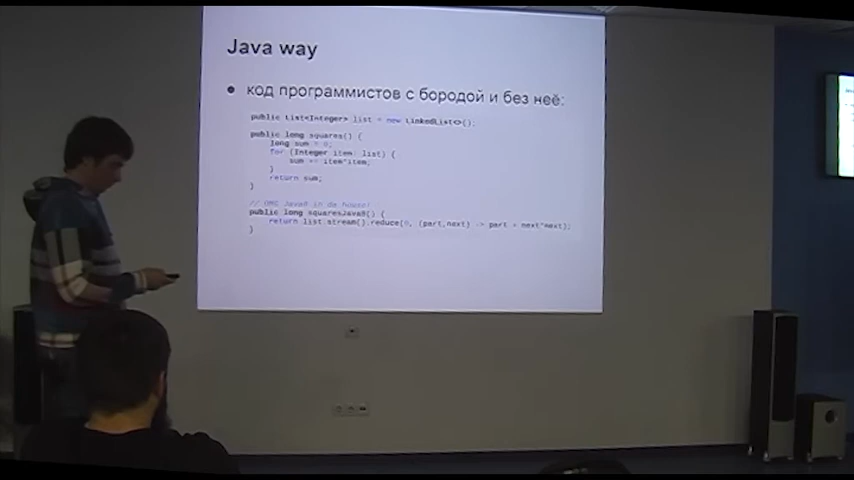 Java way
● код программистов с бородой и без неё:
public List<Integer> list = new LinkedList<>();
public long squares() {
long sum = 0;
for (Integer item: list) {
sum += item*item;
}
return sum;
}
// OMG Java8 in da house!
public long squaresJava8() {
return list.stream().reduce(0, (part,next) -> part + next*next);
}